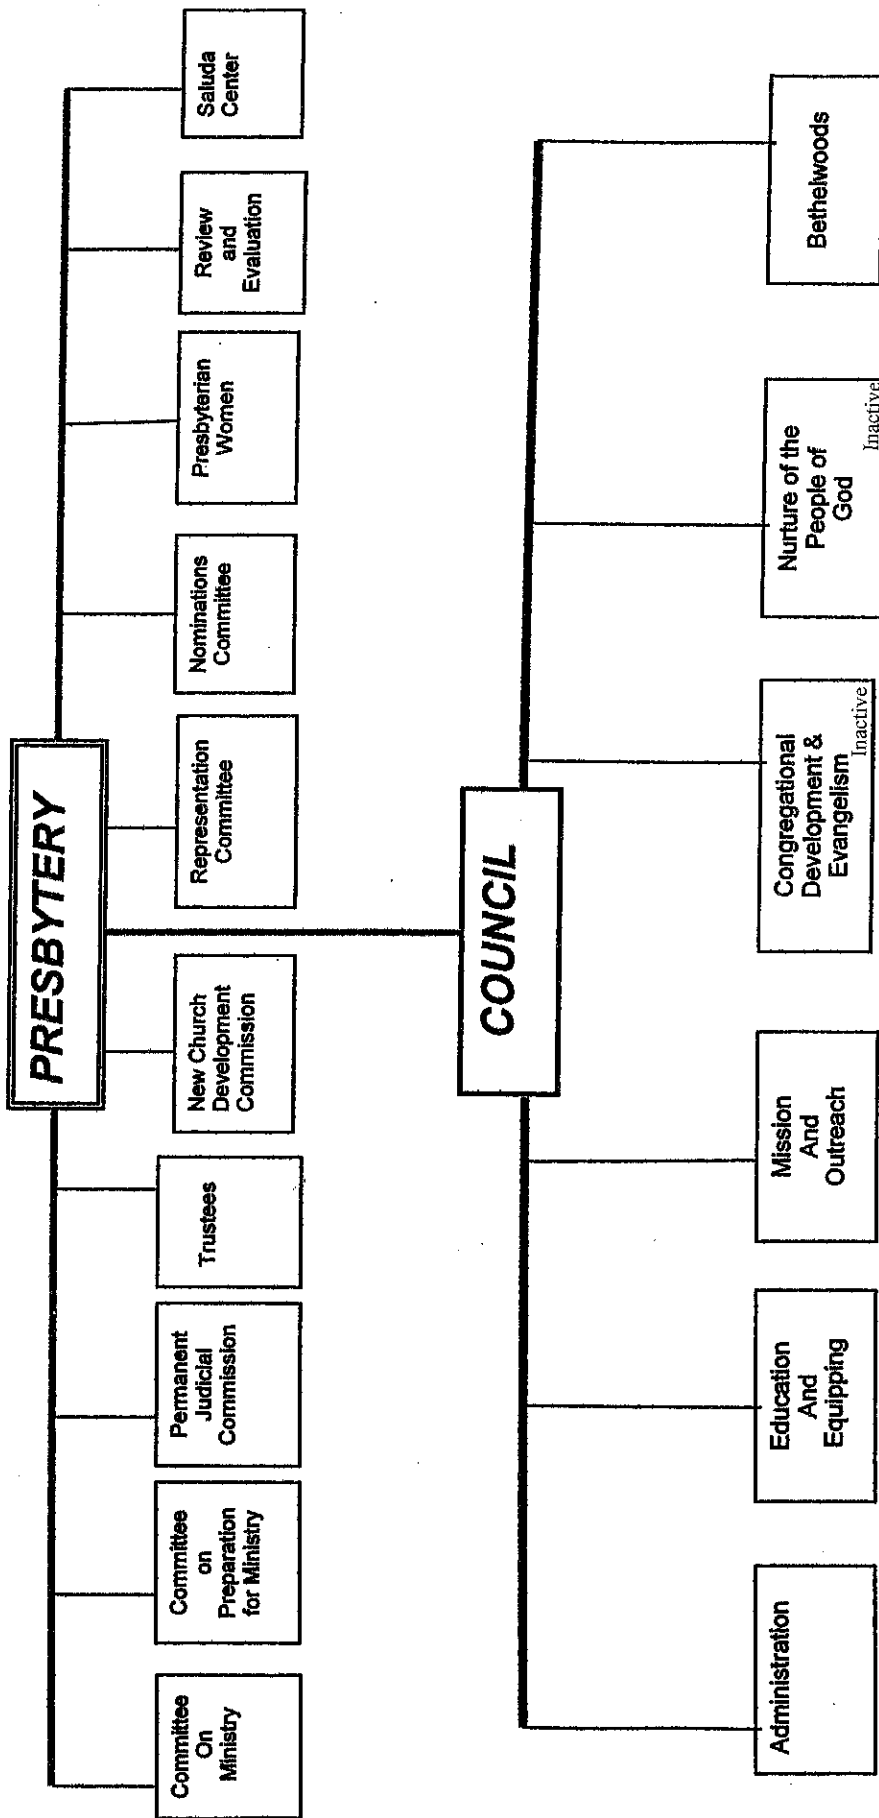 PRESBYTERY
Committee
On
Ministry
Committee
on
Preparation
for Ministry
Permanent
Judicial
Commission
Trustees
New Church
Development
Commission
Representation
Committee
Nominations
Committee
Presbyterian
Women
Review
and
Evaluation
Saluda
Center
COUNCIL
Administration
Education
And
Equipping
Mission
And
Outreach
Congregational
Development &
Evangelism
Inactive
Nurture of the
People of
God
Inactive
Bethelwoods